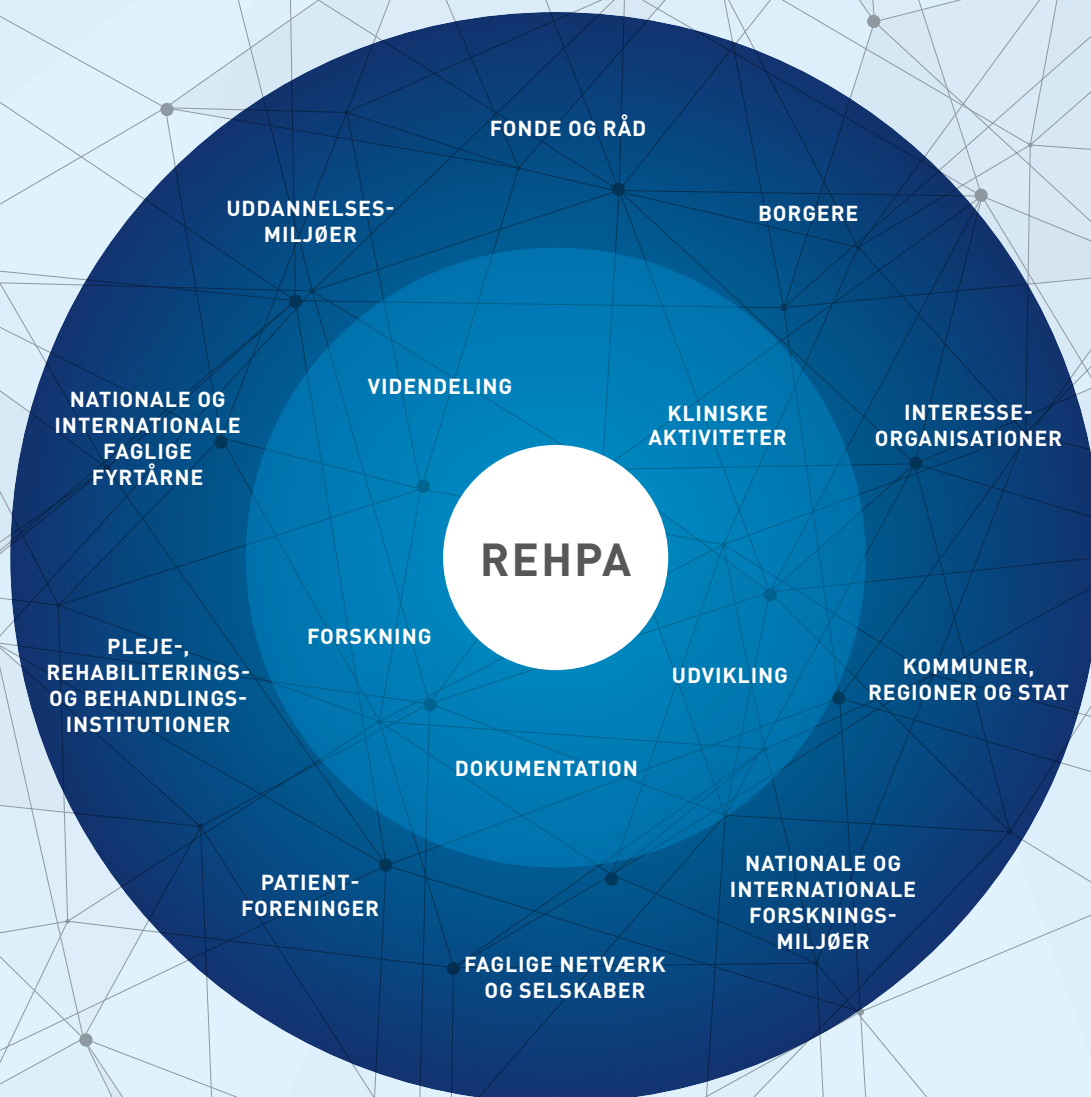 FONDE OG RÅD
UDDANNELSES-
MILJØER
BORGERE
VIDENDELING
NATIONALE OG
INTERNATIONALE
FAGLIGE
FYRTÅRNE
KLINISKE
AKTIVITETER
INTERESSE-
ORGANISATIONER
REHPA
FORSKNING
PLEJE-,
REHABILITERINGS-
OG BEHANDLINGS-
INSTITUTIONER
UDVIKLING
KOMMUNER,
REGIONER OG STAT
DOKUMENTATION
PATIENT-
FORENINGER
NATIONALE OG
INTERNATIONALE
FORSKNINGS-
MILJØER
FAGLIGE NETVÆRK
OG SELSKABER